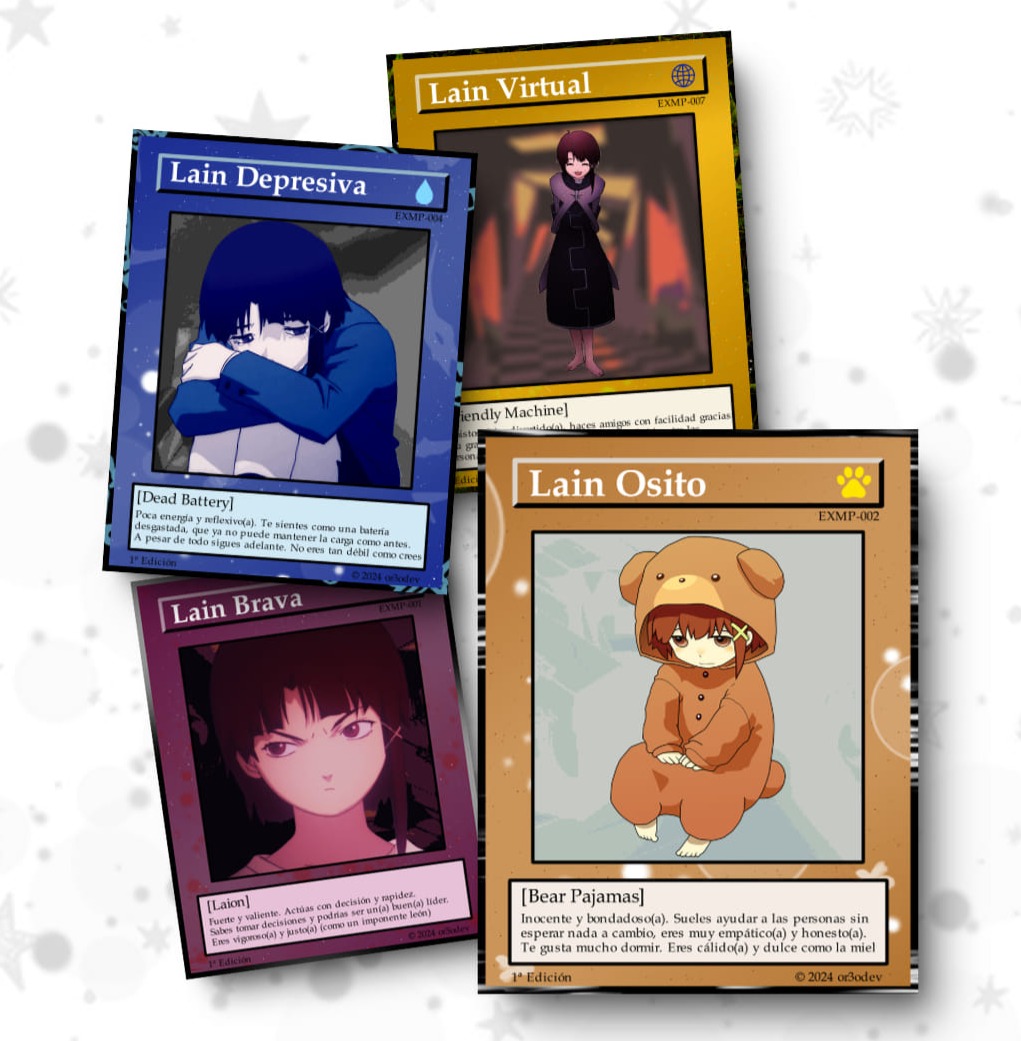 Lain Virtual
EXMP-007
iendly Machine]
haces amigos con facilidad gracias
Lain Depresiva
EXMP-004
[Dead Battery]
Poca energía y reflexivo(a). Te sientes como una batería
desgastada, que ya no puede mantener la carga como antes.
A pesar de todo sigues adelante. No eres tan débil como crees
1ª Edición
© 2024 or3odev
Lain Brava
EXMP-001
[Laion]
Fuerte y valiente. Actúas con decisión y rapidez.
Sabes tomar decisiones y podrías ser un(a) buen(a) líder.
Eres vigoroso(a) y justo(a) (como un imponente león)
1ª Edición
© 2024 or3odev
Lain Osito
EXMP-002
[Bear Pajamas]
Inocente y bondadoso(a). Sueles ayudar a las personas sin
esperar nada a cambio, eres muy empático(a) y honesto(a).
Te gusta mucho dormir. Eres cálido(a) y dulce como la miel
1ª Edición
© 2024 or3odev